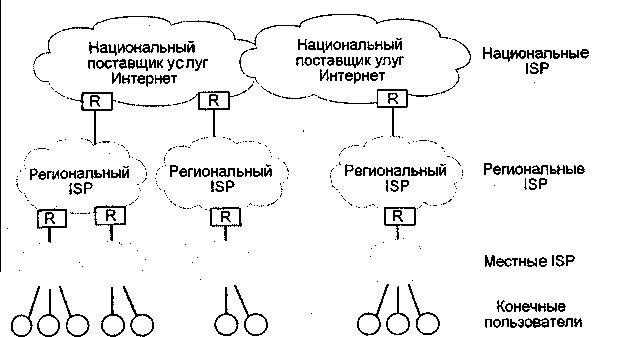 Национальный
поставщик услуг
Интернет
Национальный
поставщик улуг
Интернет
Национальные
ISP
R
R
R
Региональный
ISP
Региональный
ISP
Региональный
ISP
Региональные
ISP
R
R
R
Местные ISP
Конечные
пользователи